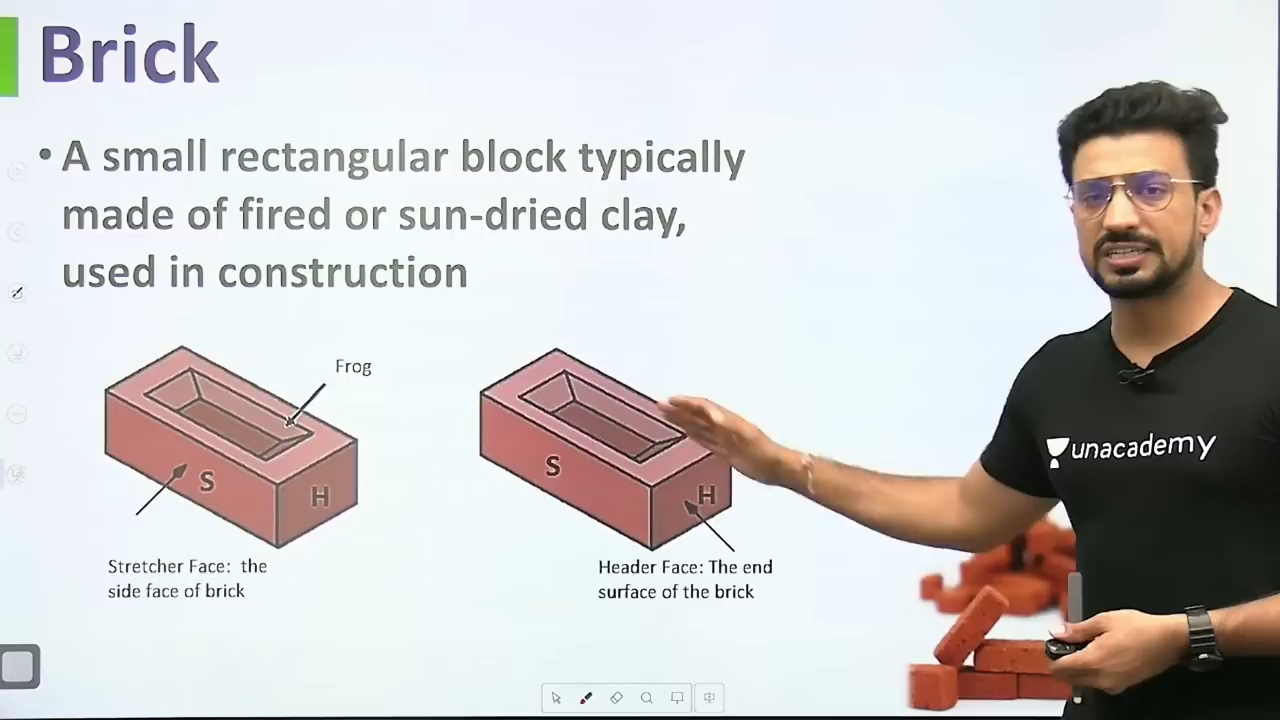 Brick
• A small rectangular block typically
made of fired or sun-dried clay,
used in construction
Frog
S
H
Stretcher Face: the
side face of brick
S
H
Header Face: The end
surface of the brick
unacademy